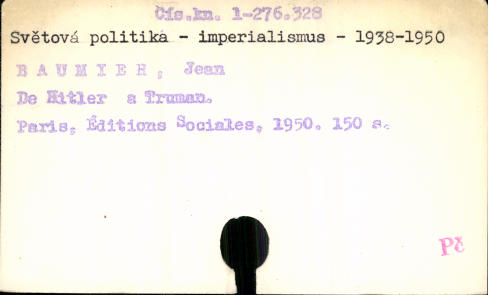 Čís.kn. 1-276.328
Světová politika - imperialismus - 1938-1950
B A U M I E R, Jean
De Hitler a Truman.
Paris, Éditions Sociales, 1950. 150 s.
Př